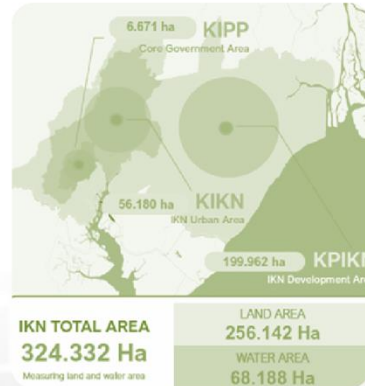 6.671 ha KIPP
Core Government Area
56.180 ha KIKN
IKN Urban Area
199.962 ha KPIKN
IKN Development Are
IKN TOTAL AREA
324.332 Ha
Measuring land and water area
LAND AREA
256.142 Ha
WATER AREA
68.188 Ha